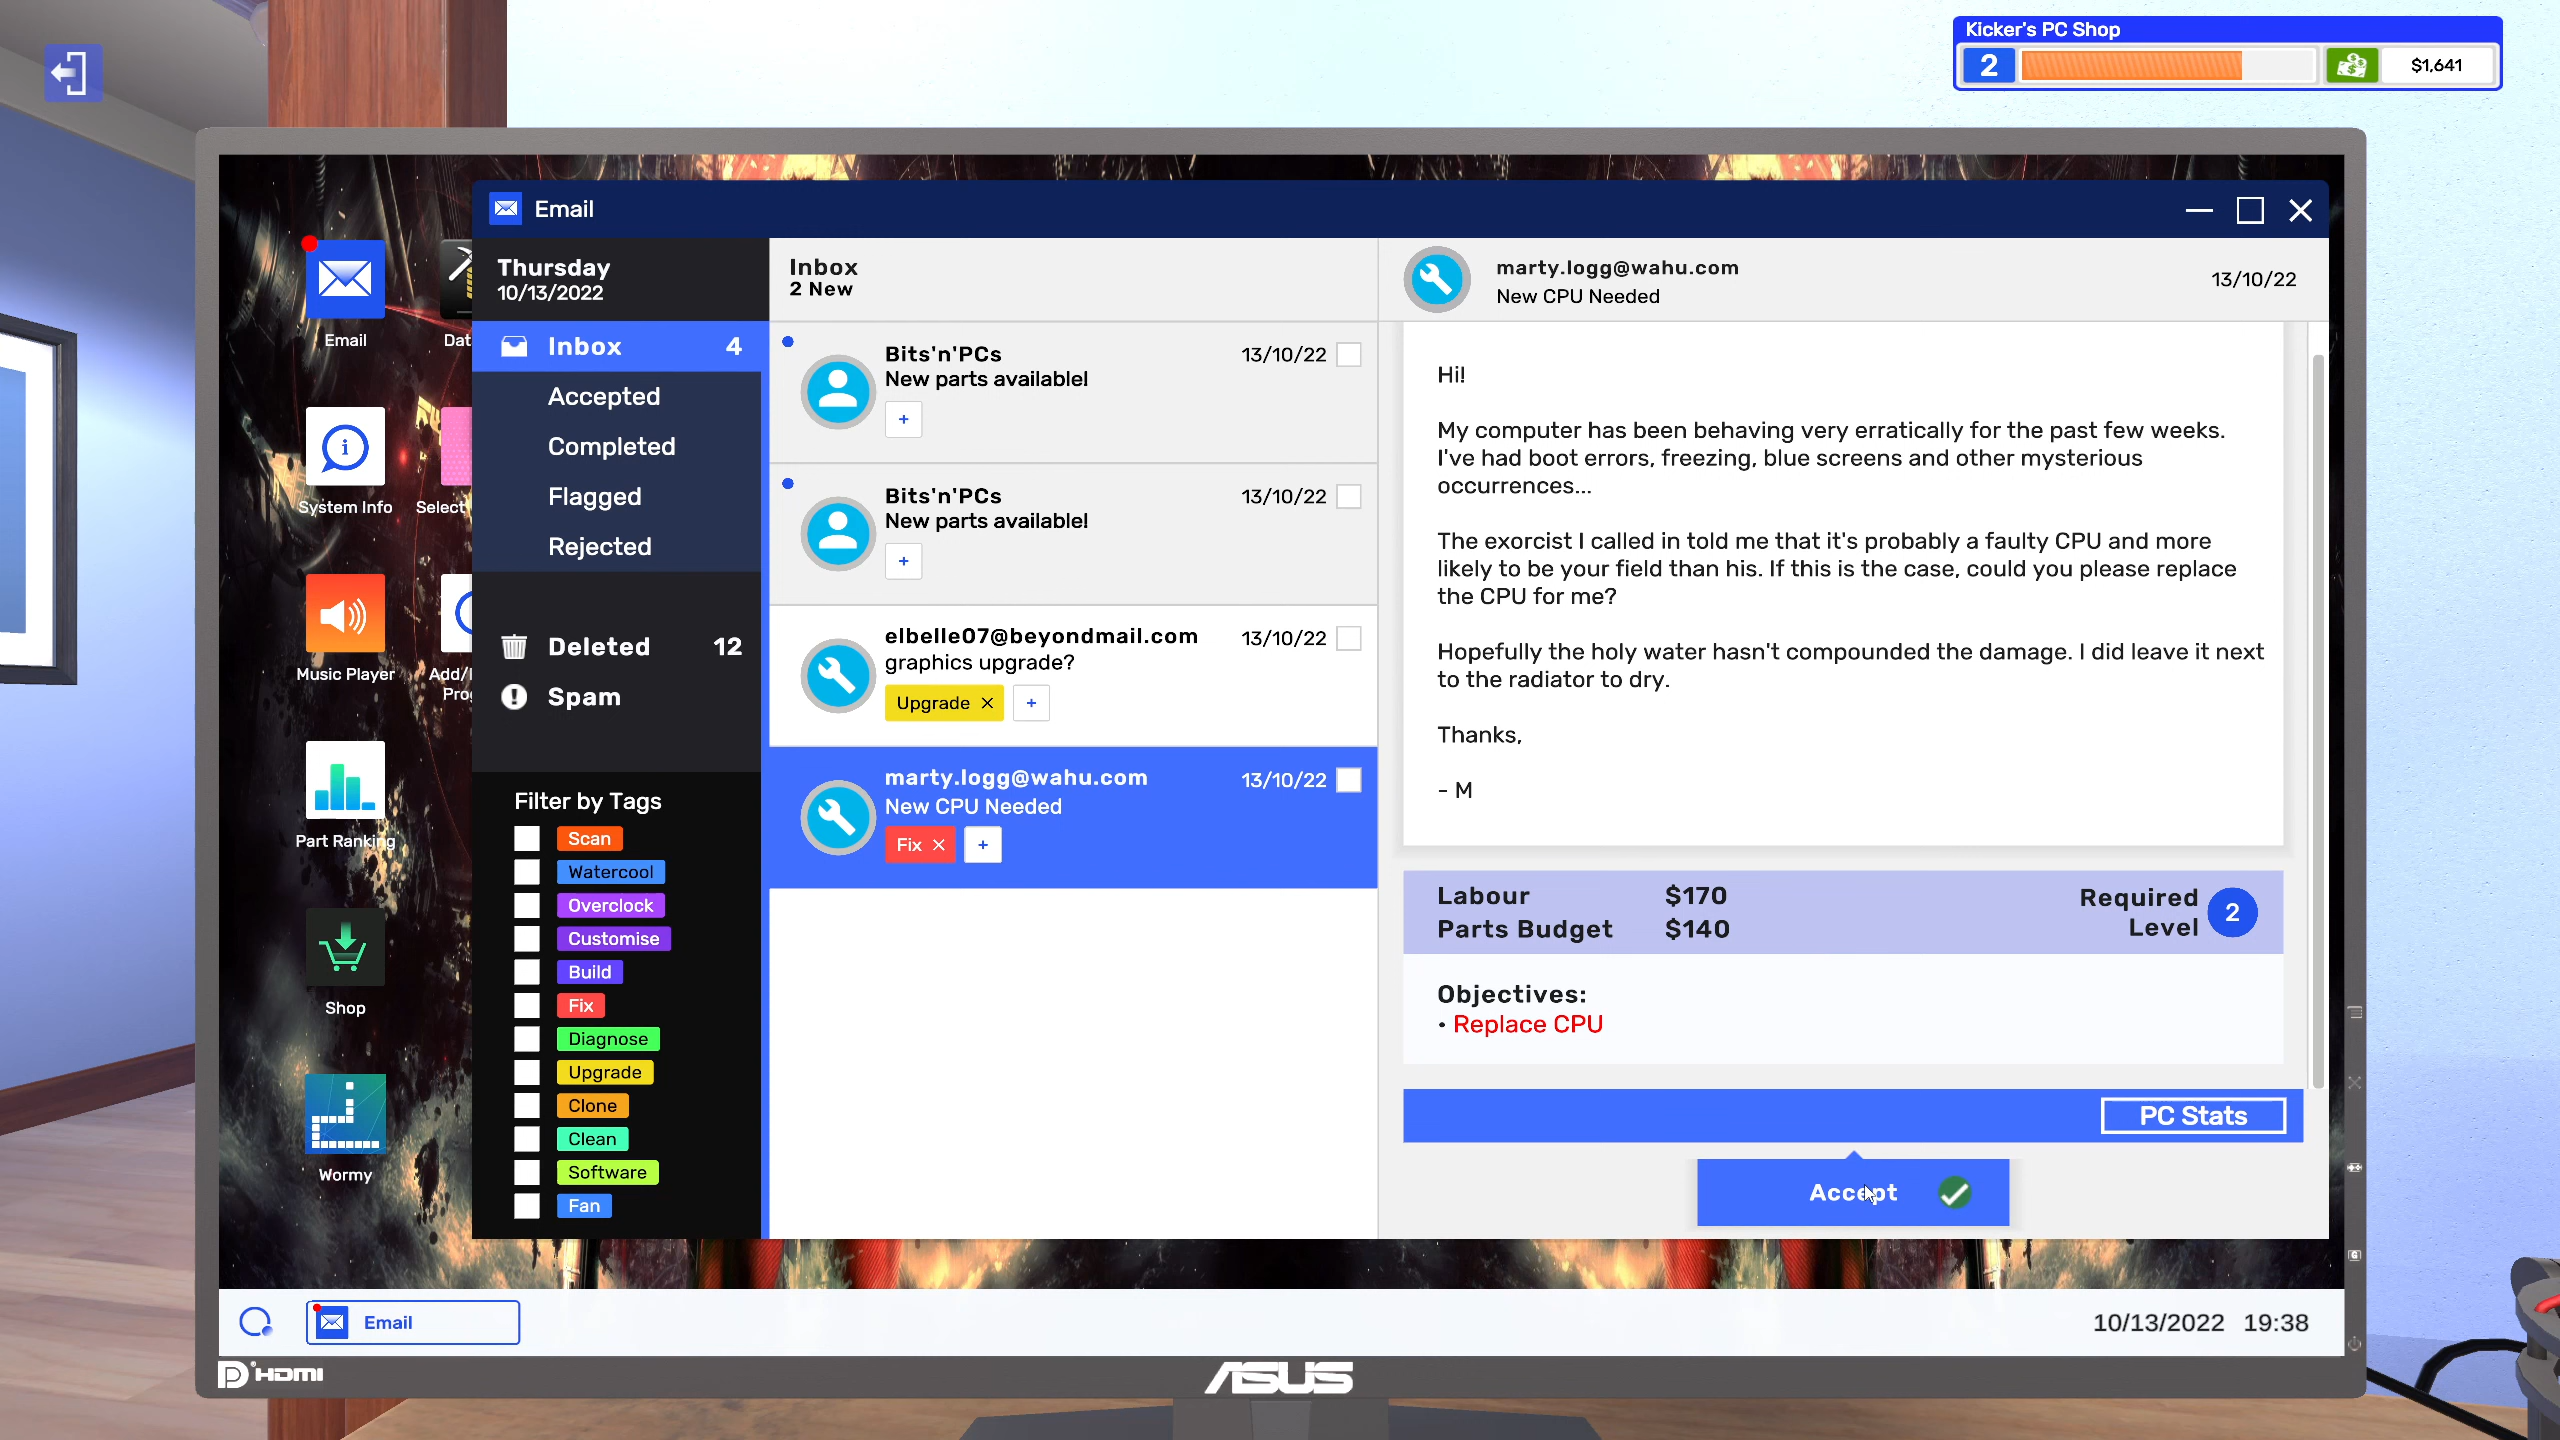 Kicker's PC Shop
2
$1,641
Email
Thursday
10/13/2022
Inbox
2 New
marty.logg@wahu.com
New CPU Needed
13/10/22
Email
System Info
Select
Music Player
Part Ranking
Shop
Wormy
Inbox 4
Accepted
Completed
Flagged
Rejected
Deleted 12
Spam
Filter by Tags
Scan
Watercool
Overclock
Customise
Build
Fix
Diagnose
Upgrade
Clone
Clean
Software
Fan
Bits'n'PCs 13/10/22
New parts available!
+
Bits'n'PCs 13/10/22
New parts available!
+
elbelle07@beyondmail.com 13/10/22
graphics upgrade?
Upgrade × +
marty.logg@wahu.com 13/10/22
New CPU Needed
Fix × +
Hi!
My computer has been behaving very erratically for the past few weeks.
I've had boot errors, freezing, blue screens and other mysterious
occurrences...
The exorcist I called in told me that it's probably a faulty CPU and more
likely to be your field than his. If this is the case, could you please replace
the CPU for me?
Hopefully the holy water hasn't compounded the damage. I did leave it next
to the radiator to dry.
Thanks,
- M
Labour $170
Parts Budget $140
Required
Level 2
Objectives:
• Replace CPU
PC Stats
Accept
Email
10/13/2022 19:38
HDMI
ASUS